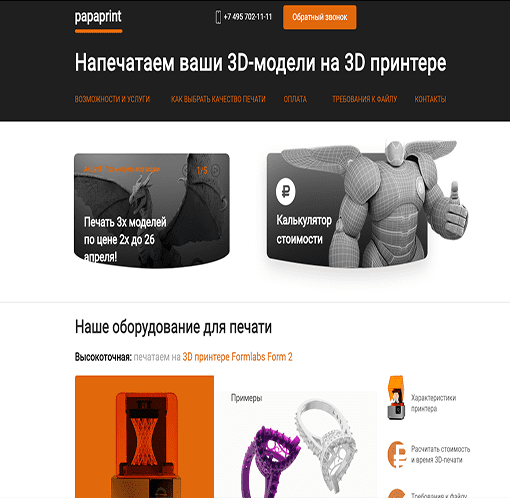 papaprint
+7 495 702-11-11
Обратный звонок
Напечатаем ваши 3D-модели на 3D принтере
ВОЗМОЖНОСТИ И УСЛУГИ
КАК ВЫБРАТЬ КАЧЕСТВО ПЕЧАТИ
ОПЛАТА
ТРЕБОВАНИЯ К ФАЙЛУ
КОНТАКТЫ
1/5
Печать 3х моделей
по цене 2х до 26
апреля!
Калькулятор
стоимости
Наше оборудование для печати
Высокоточная: печатаем на 3D принтере Formlabs Form 2
Примеры
Характеристики
принтера
Расчитать стоимость
и время 3D-печати
Требования к файлу